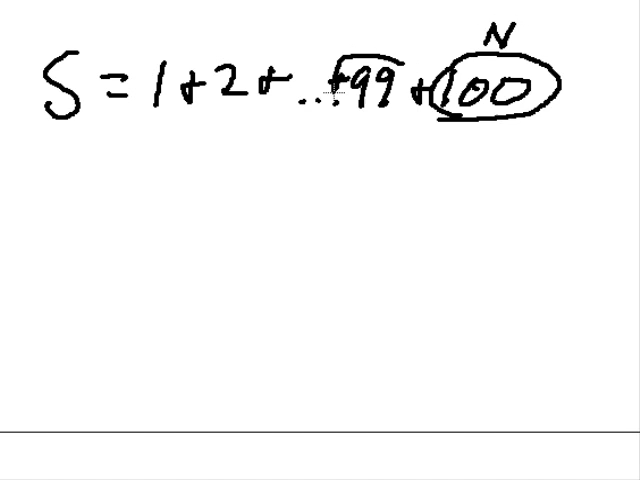 N
S = 1 + 2 + ... + 99 + 100